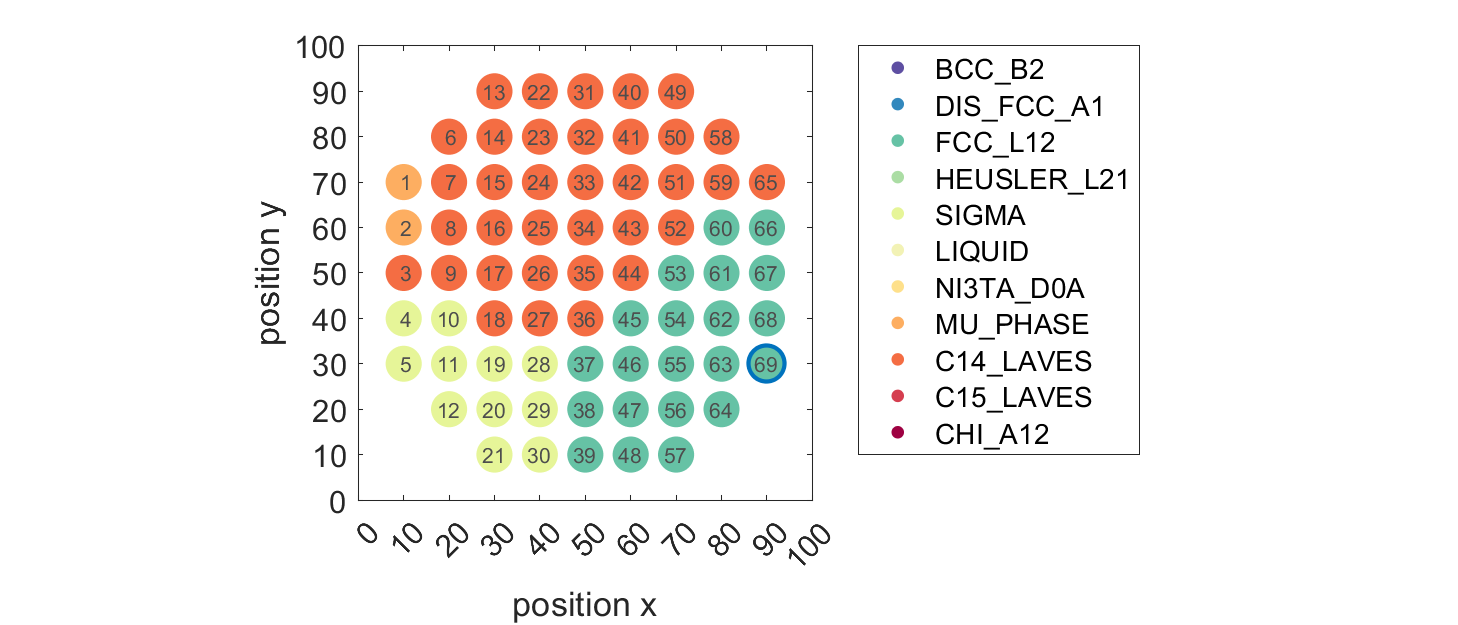 100
90
80
70
60
50
40
30
20
10
0
position y
13 22 31 40 49
6 14 23 32 41 50 58
1 7 15 24 33 42 51 59 65
2 8 16 25 34 43 52 60 66
3 9 17 26 35 44 53 61 67
4 10 18 27 36 45 54 62 68
5 11 19 28 37 46 55 63 69
12 20 29 38 47 56 64
21 30 39 48 57
0 10 20 30 40 50 60 70 80 90 100
position x
BCC_B2
DIS_FCC_A1
FCC_L12
HEUSLER_L21
SIGMA
LIQUID
NI3TA_D0A
MU_PHASE
C14_LAVES
C15_LAVES
CHI_A12